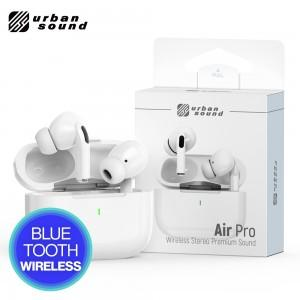 urban
sound
urban
sound
Air Pro
Wireless Stereo Premium Sound
BLUE
TOOTH
WIRELESS